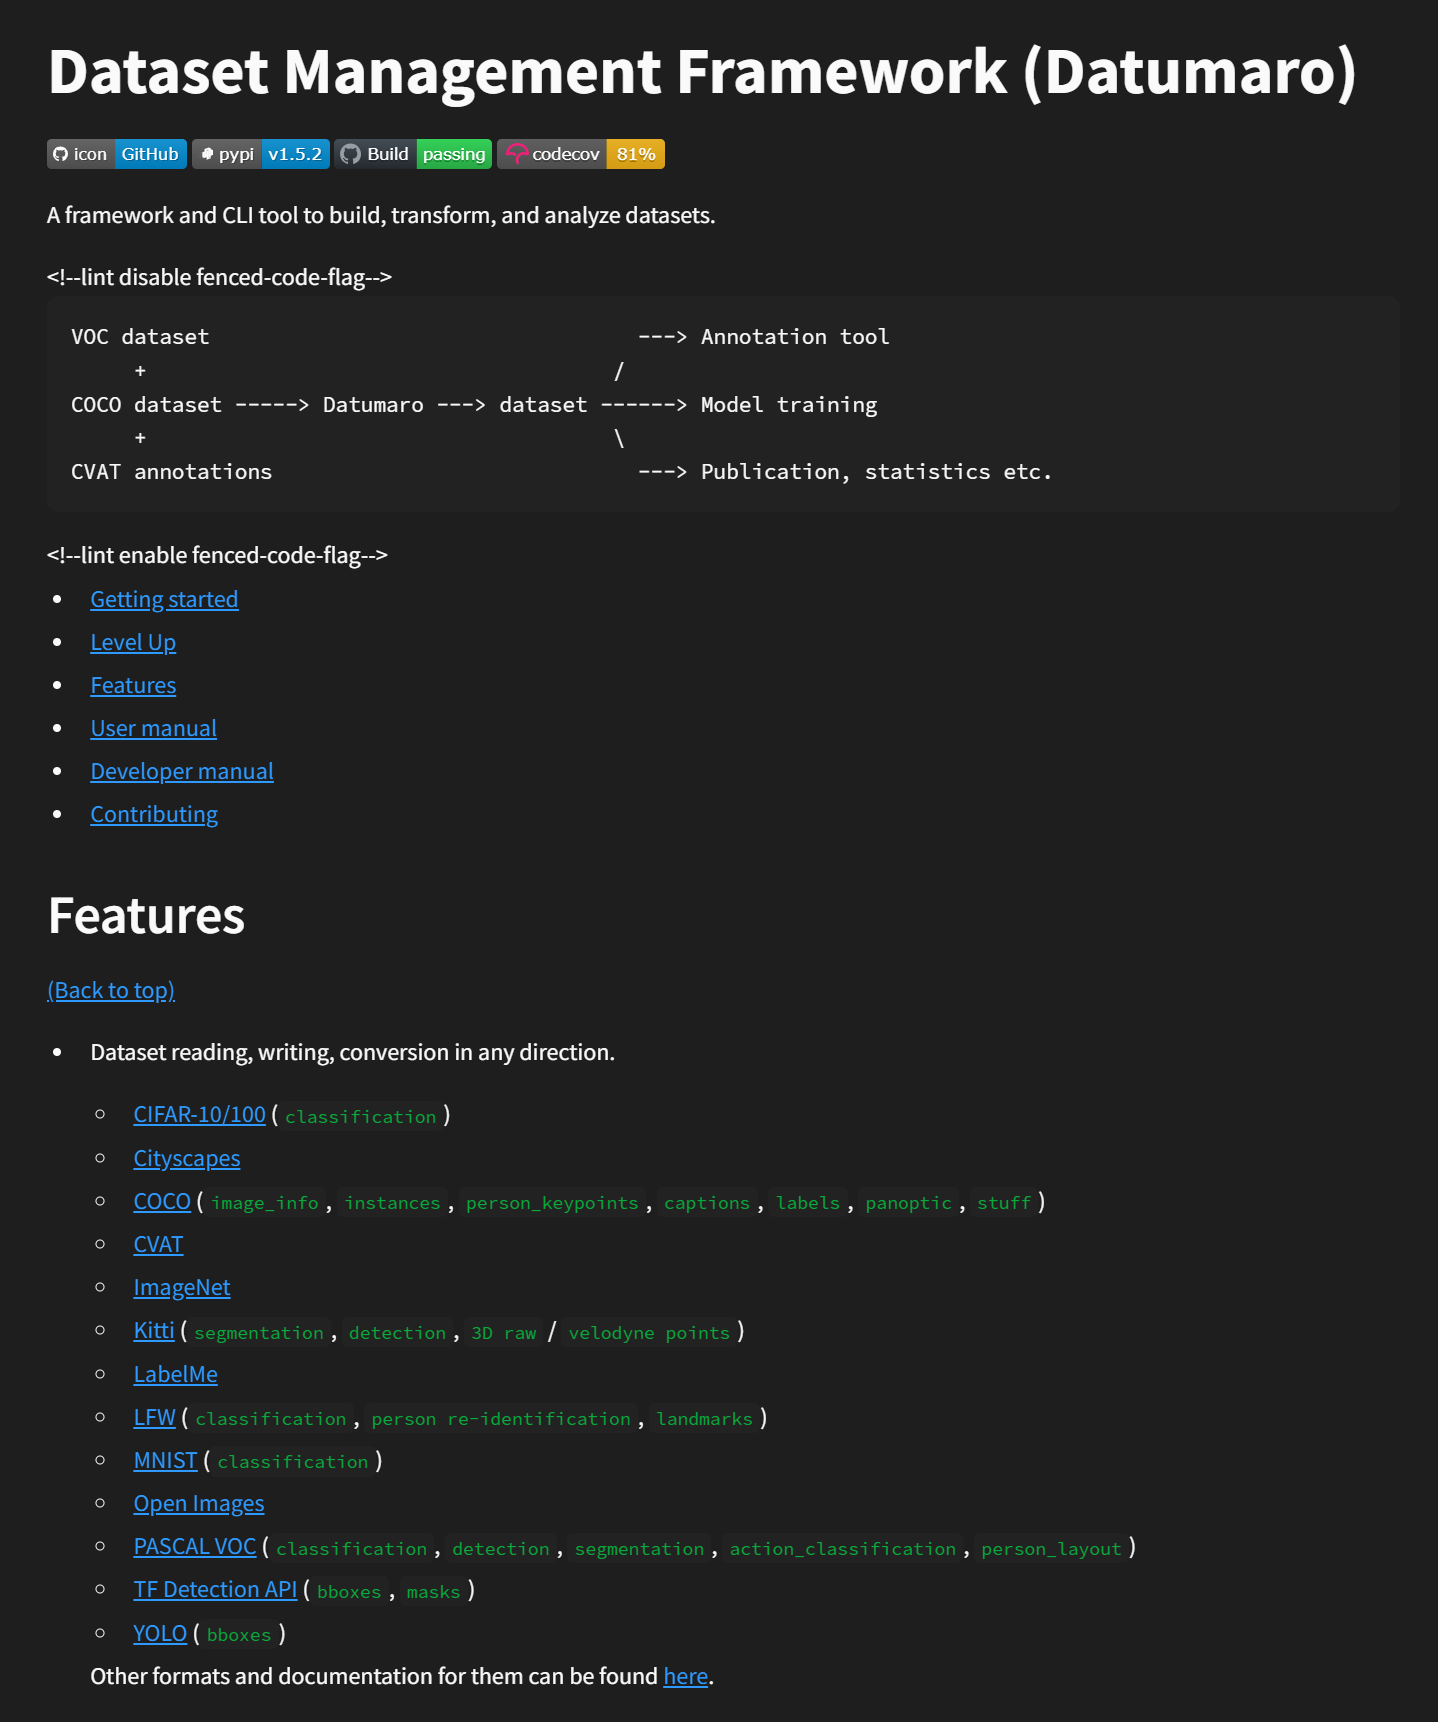 Dataset Management Framework (Datumaro)
icon GitHub pypi v1.5.2 Build passing codecov 81%
A framework and CLI tool to build, transform, and analyze datasets.
<!--lint disable fenced-code-flag-->
VOC dataset                                  ---> Annotation tool
     +                                     /
COCO dataset -----> Datumaro ---> dataset ------> Model training
     +                                     \
CVAT annotations                             ---> Publication, statistics etc.
<!--lint enable fenced-code-flag-->
• Getting started
• Level Up
• Features
• User manual
• Developer manual
• Contributing
Features
(Back to top)
• Dataset reading, writing, conversion in any direction.
◦ CIFAR-10/100 ( classification )
◦ Cityscapes
◦ COCO ( image_info , instances , person_keypoints , captions , labels , panoptic , stuff )
◦ CVAT
◦ ImageNet
◦ Kitti ( segmentation , detection , 3D raw / velodyne points )
◦ LabelMe
◦ LFW ( classification , person re-identification , landmarks )
◦ MNIST ( classification )
◦ Open Images
◦ PASCAL VOC ( classification , detection , segmentation , action_classification , person_layout )
◦ TF Detection API ( bboxes , masks )
◦ YOLO ( bboxes )
Other formats and documentation for them can be found here.